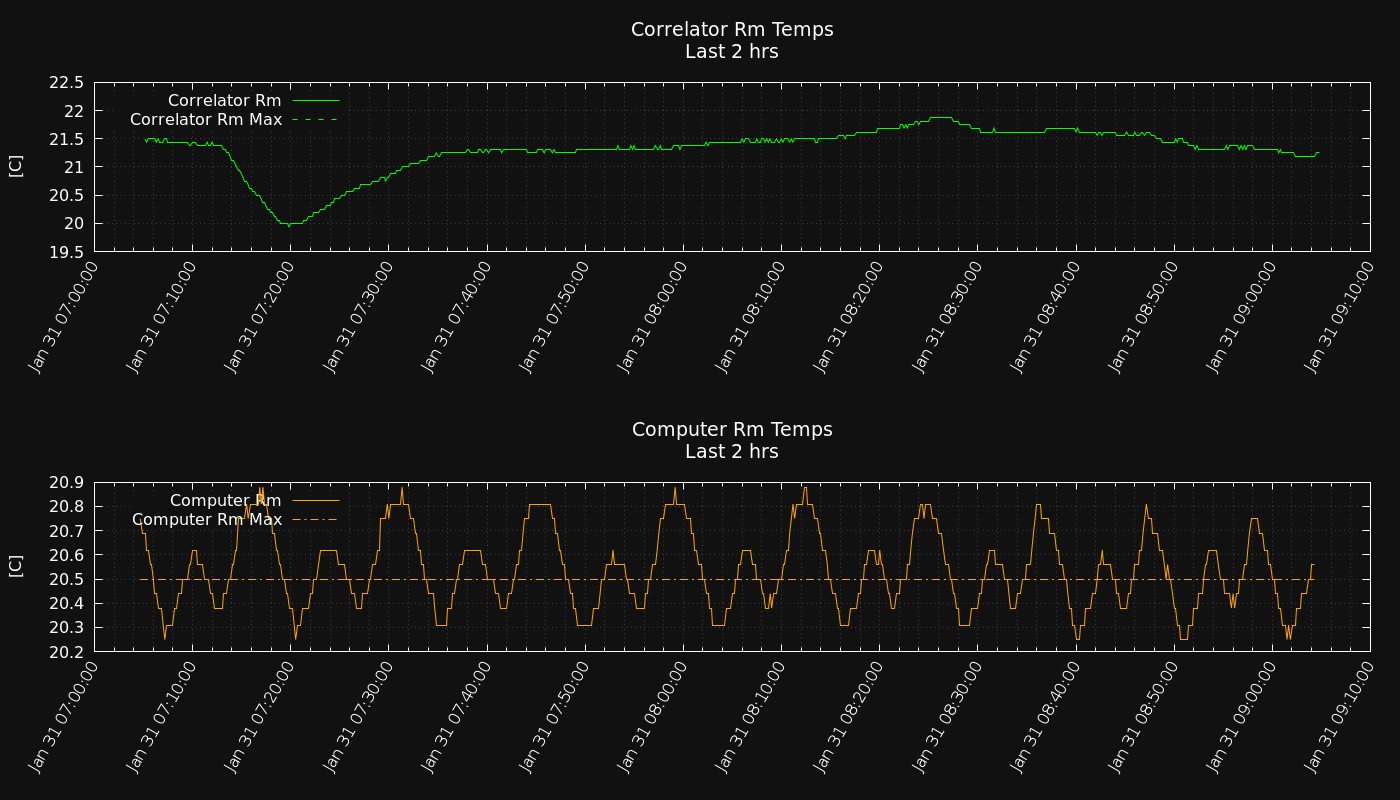 Correlator Rm Temps
Last 2 hrs
22.5
22
21.5
21
20.5
20
19.5
[C]
Correlator Rm
Correlator Rm Max
Jan 31 07:00:00
Jan 31 07:10:00
Jan 31 07:20:00
Jan 31 07:30:00
Jan 31 07:40:00
Jan 31 07:50:00
Jan 31 08:00:00
Jan 31 08:10:00
Jan 31 08:20:00
Jan 31 08:30:00
Jan 31 08:40:00
Jan 31 08:50:00
Jan 31 09:00:00
Jan 31 09:10:00
Computer Rm Temps
Last 2 hrs
20.9
20.8
20.7
20.6
20.5
20.4
20.3
20.2
[C]
Computer Rm
Computer Rm Max
Jan 31 07:00:00
Jan 31 07:10:00
Jan 31 07:20:00
Jan 31 07:30:00
Jan 31 07:40:00
Jan 31 07:50:00
Jan 31 08:00:00
Jan 31 08:10:00
Jan 31 08:20:00
Jan 31 08:30:00
Jan 31 08:40:00
Jan 31 08:50:00
Jan 31 09:00:00
Jan 31 09:10:00